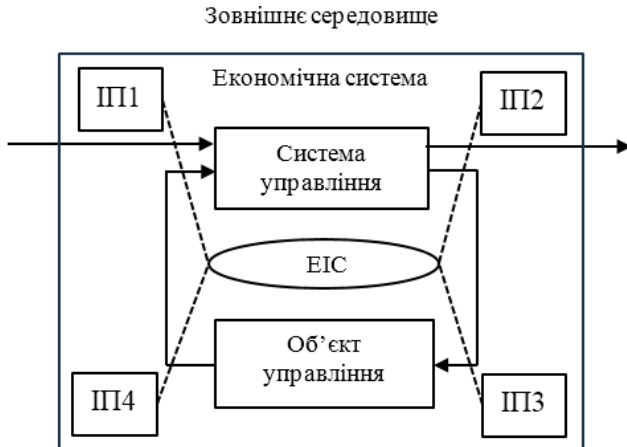 Зовнішнє середовище
Економічна система
ІП1
ІП2
Система
управління
ЕІС
Об’єкт
управління
ІП4
ІП3